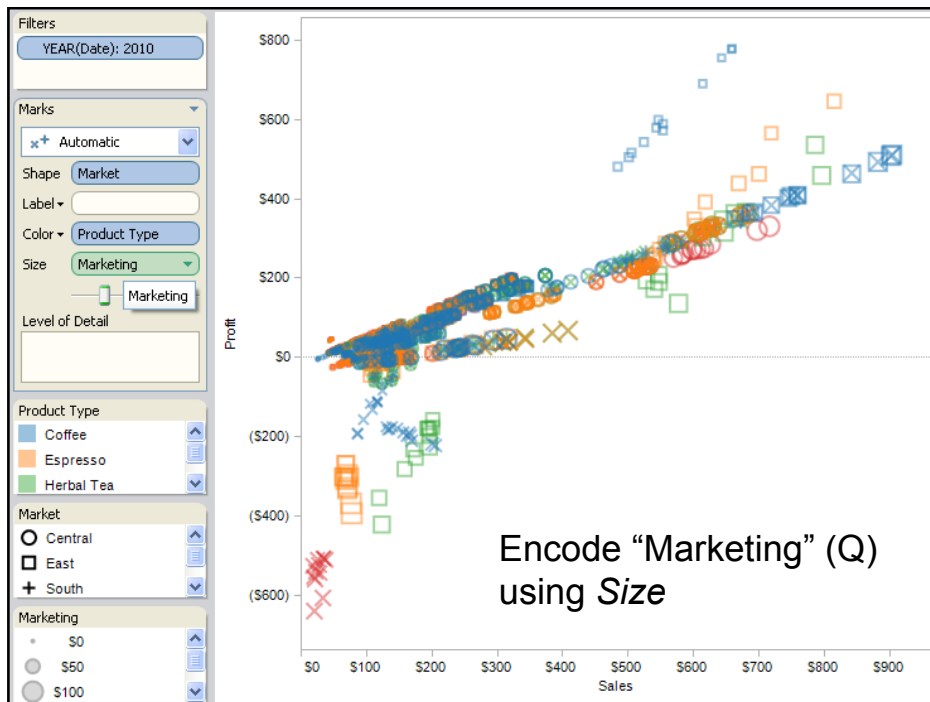 Filters
YEAR(Date): 2010
Marks
Automatic
Shape Market
Label
Color Product Type
Size Marketing
Marketing
Level of Detail
Product Type
Coffee
Espresso
Herbal Tea
Market
Central
East
South
Marketing
$0
$50
$100
Profit
$800
$600
$400
$200
$0
($200)
($400)
($600)
Encode “Marketing” (Q)
using Size
$0 $100 $200 $300 $400 $500 $600 $700 $800 $900
Sales